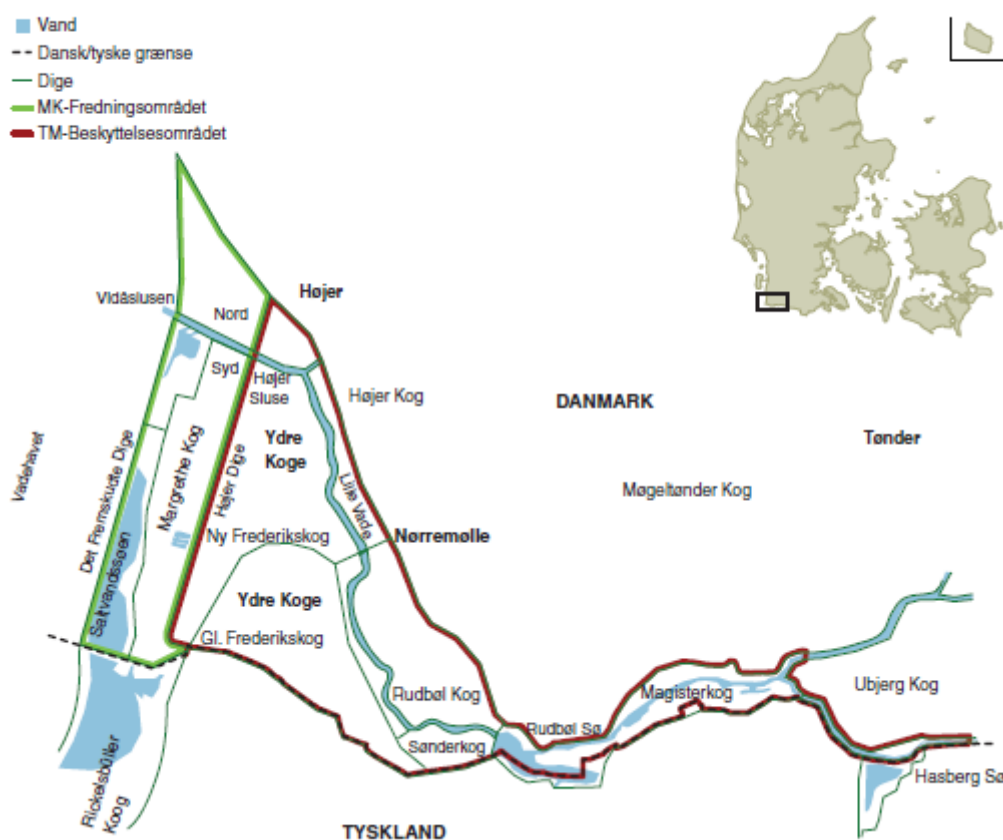 Vand
Dansk/tyske grænse
Dige
MK-Fredningsområdet
TM-Beskyttelsesområdet
Vidåslusen
Nord
Højer
Syd
Højer
Sluse
Højer Kog
DANMARK
Tønder
Vadehavet
Det Fremskudte Dige
Margrethe Kog
Højer Dige
Ydre
Koge
Lille Vade
Møgeltønder Kog
Ny Frederikskog
Nørremølle
Saltvandssøen
Ydre Koge
Gl. Frederikskog
Rudbøl Kog
Magisterkog
Ubjerg Kog
Rudbøl Sø
Sønderkog
Hasberg Sø
Rickelsbüller
Koog
TYSKLAND